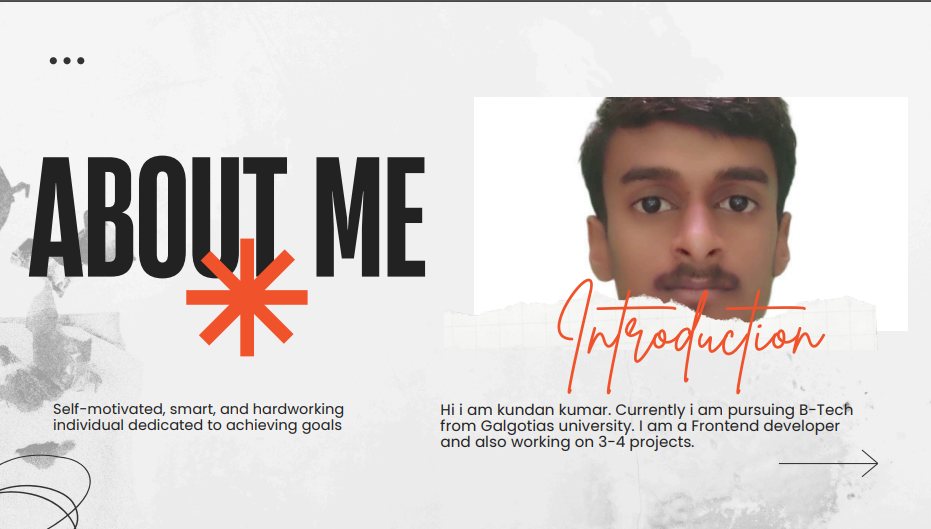 ABOUT ME
Introduction
Self-motivated, smart, and hardworking
individual dedicated to achieving goals
Hi i am kundan kumar. Currently i am pursuing B-Tech
from Galgotias university. I am a Frontend developer
and also working on 3-4 projects.